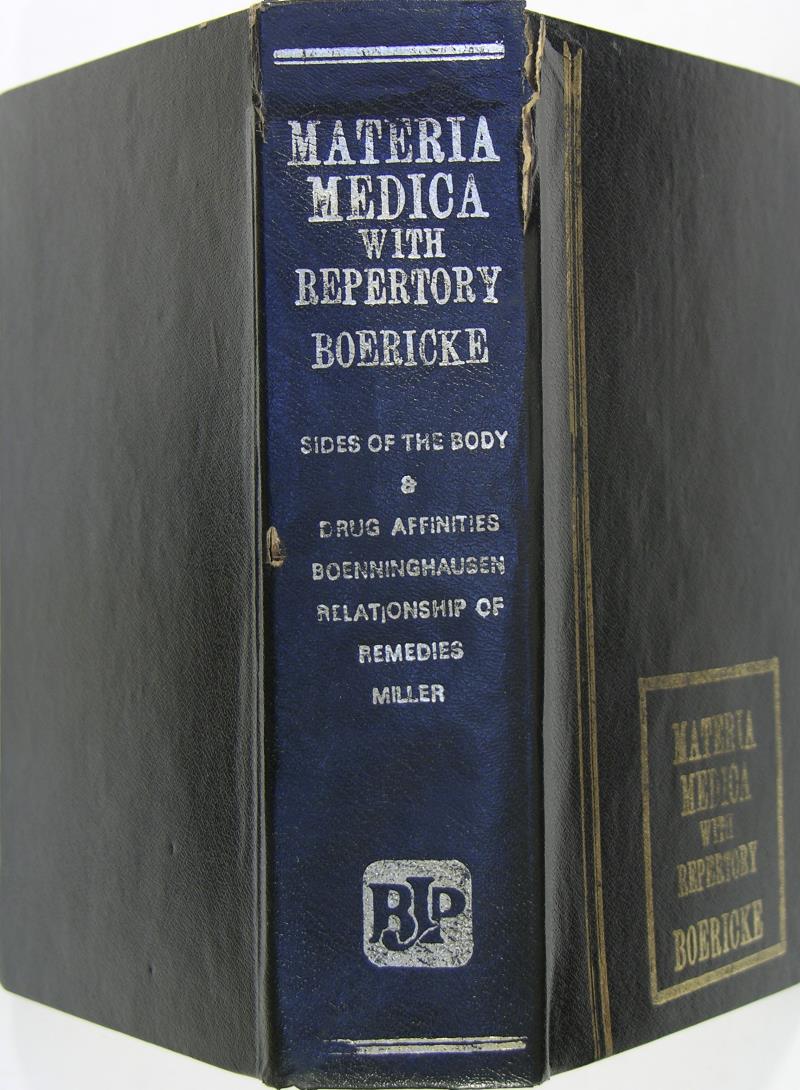 MATERIA
MEDICA
WITH
REPERTORY
BOERICKE
SIDES OF THE BODY
&
DRUG AFFINITIES
BOENNINGHAUSEN
RELATIONSHIP OF
REMEDIES
MILLER
BJP
MATERIA
MEDICA
WITH
REPERTORY
BOERICKE